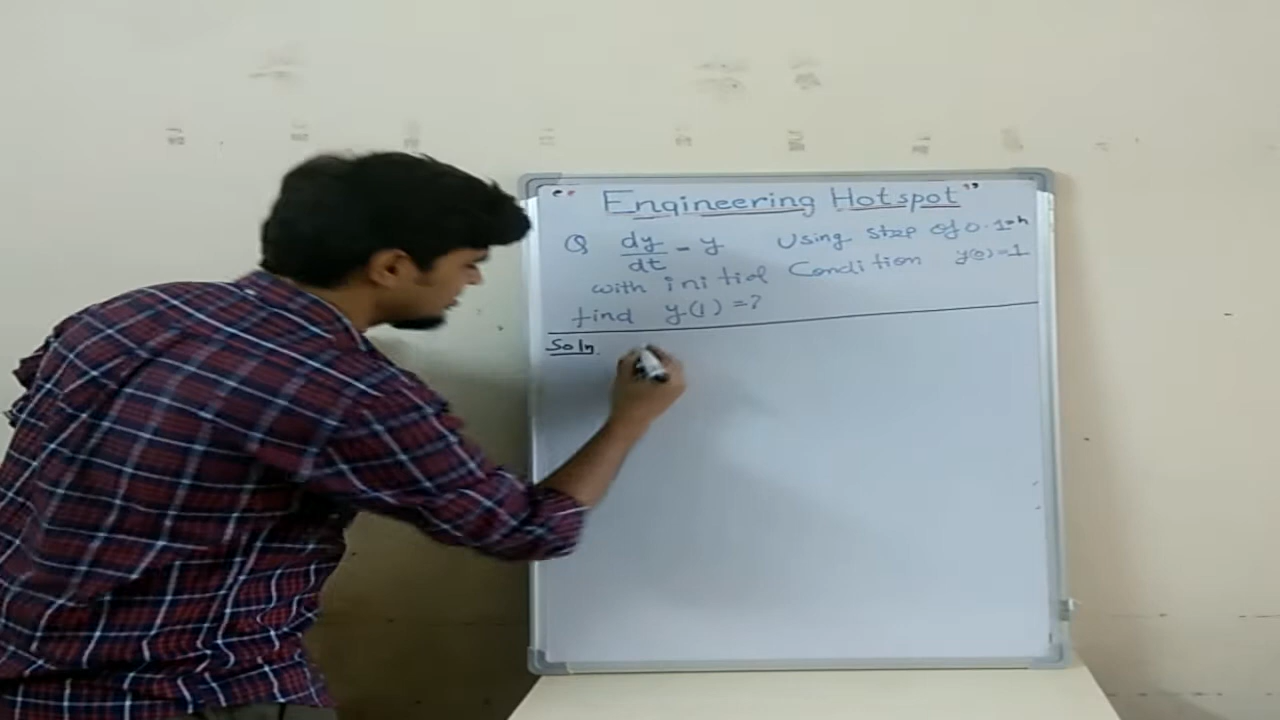 " Engineering Hotspot "
Q dy/dt = y Using step of 0.1=h
with initial Condition y(0)=1
find y(1)=?
Soln.